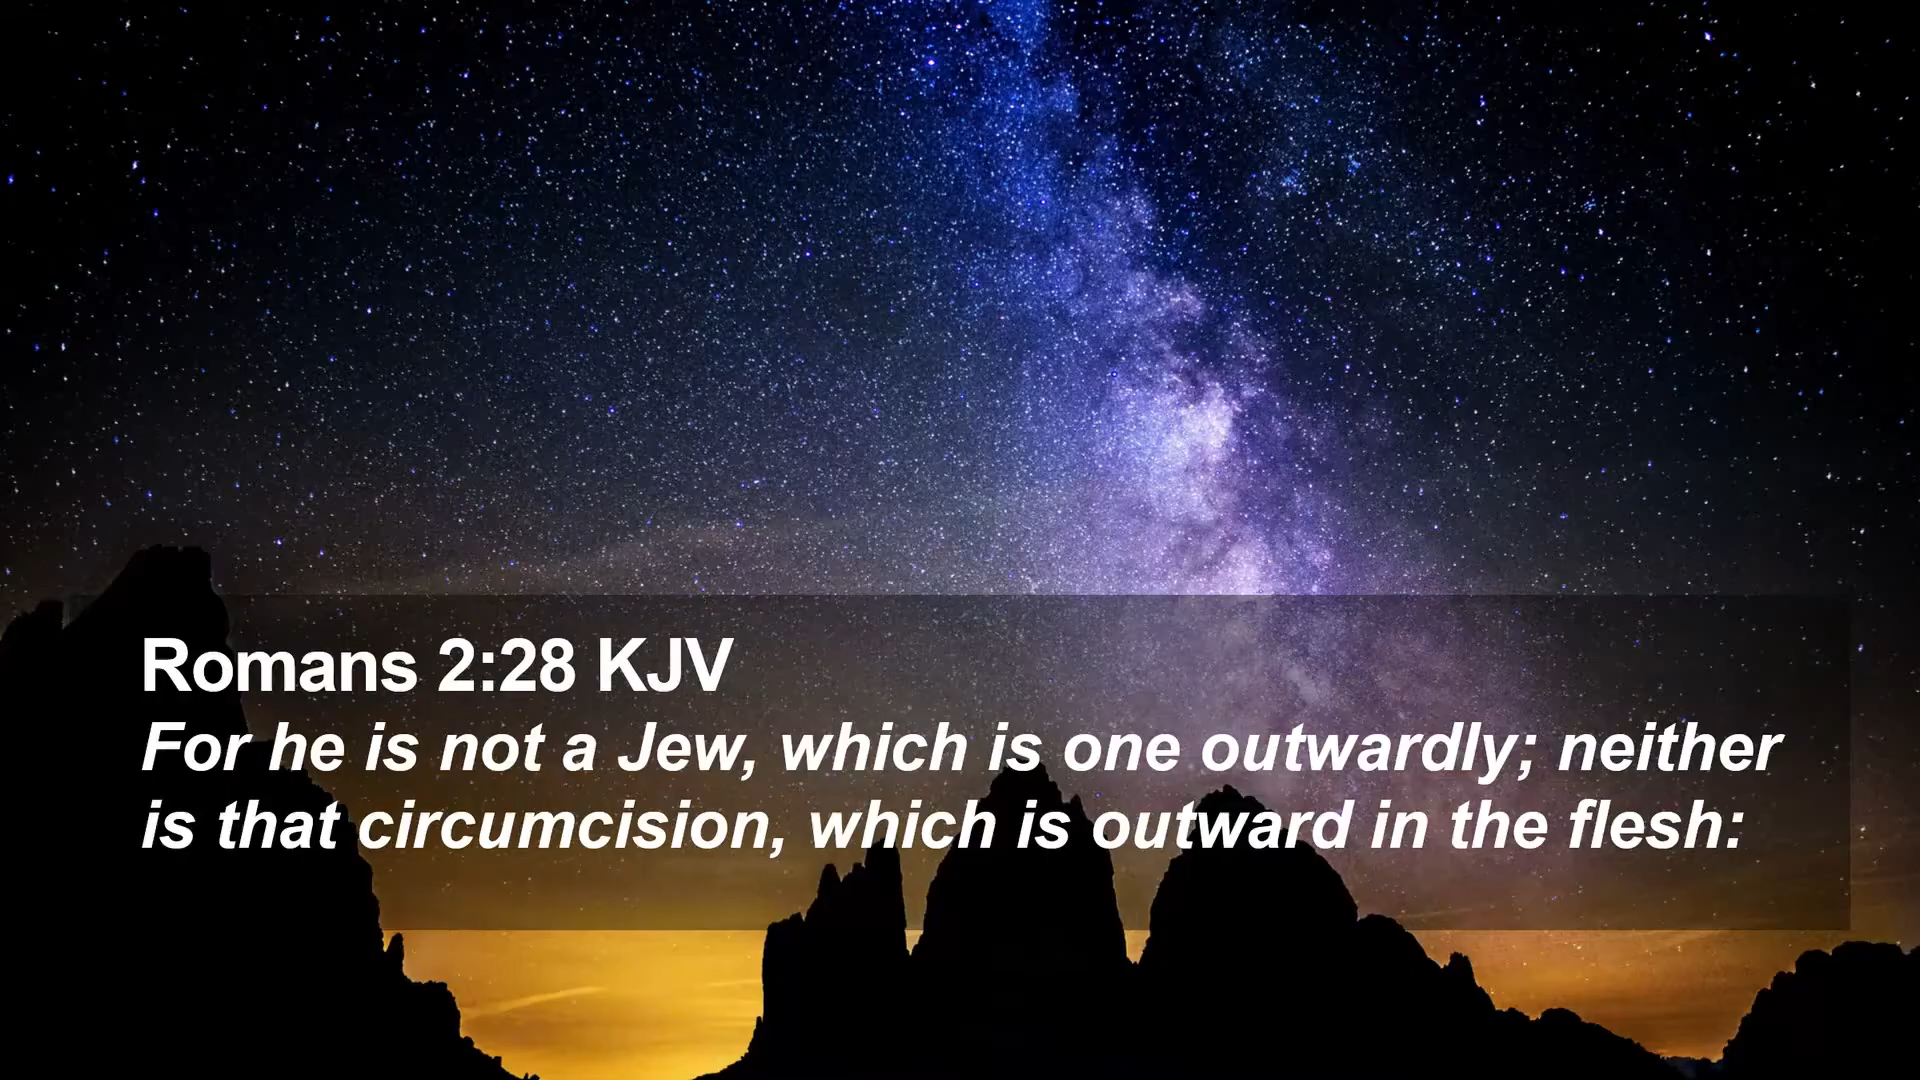 Romans 2:28 KJV
For he is not a Jew, which is one outwardly; neither
is that circumcision, which is outward in the flesh: